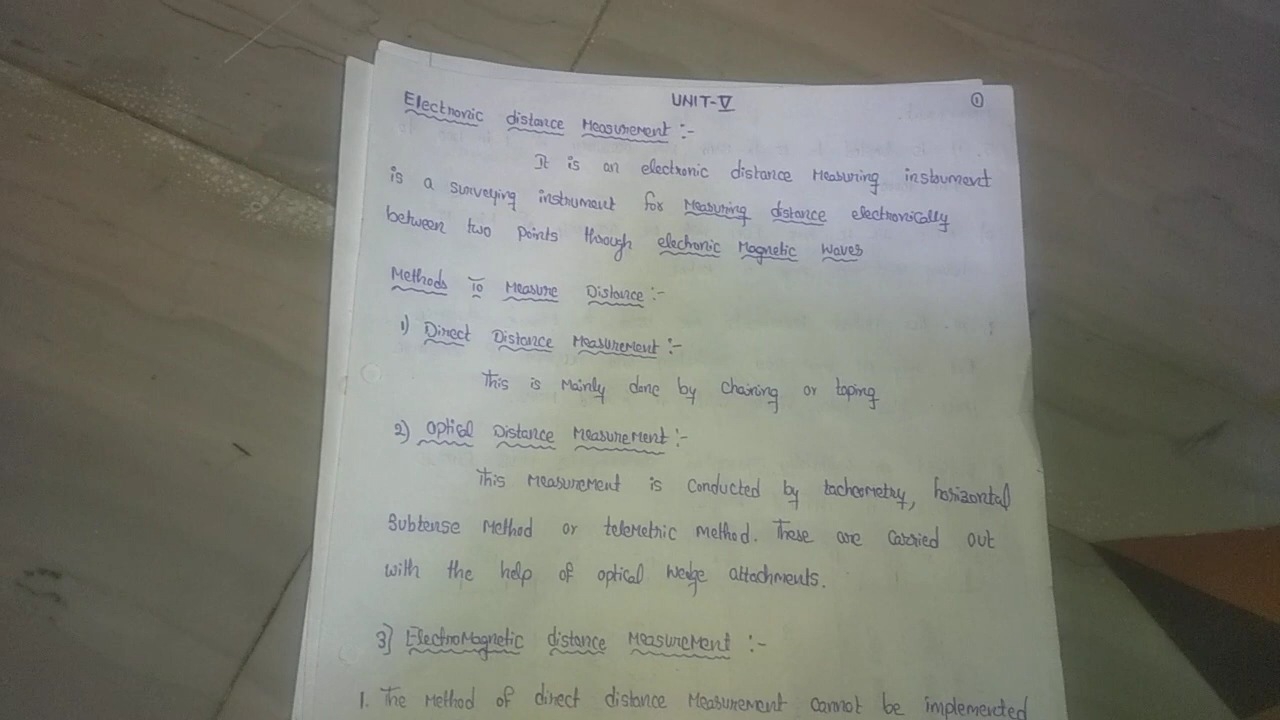 UNIT-V
①
Electronic distance Measurement :-
It is an electronic distance Measuring instrument
is a surveying instrument for Measuring distance electronically
between two points through electronic Magnetic waves
Methods To Measure Distance :-
1) Direct Distance Measurement :-
This is Mainly done by chaining or taping
2) Optical Distance Measurement :-
This Measurement is conducted by tacheometry, horizontal
Subtense Method or telemetric method. These are carried out
with the help of optical wedge attachments.
3] ElectroMagnetic distance Measurement :-
1. The Method of direct distance Measurement cannot be implemented